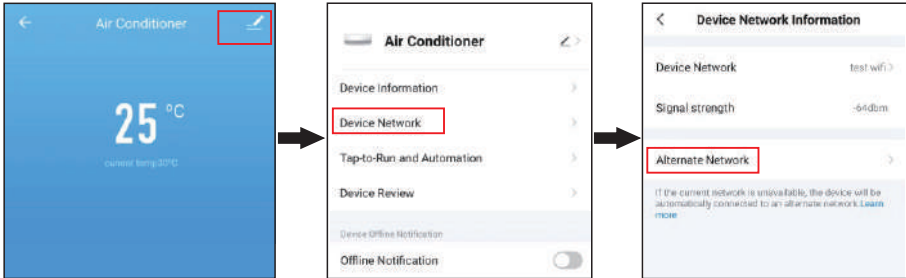 Air Conditioner
25 °C
current temp30°C
Air Conditioner
Device Information
Device Network
Tap-to-Run and Automation
Device Review
Device Offline Notification
Offline Notification
Device Network Information
Device Network test wifi
Signal strength -64dbm
Alternate Network
If the current network is unavailable, the device will be
automatically connected to an alternate network Learn
more